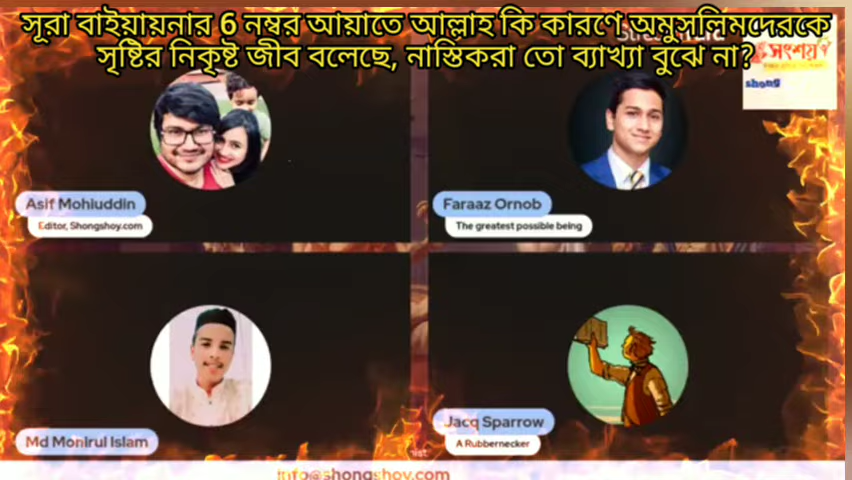 সূরা বাইয়্যিনার 6 নম্বর আয়াতে আল্লাহ কি কারণে অমুসলিমদেরকে
সৃষ্টির নিকৃষ্ট জীব বলেছে, নাস্তিকরা তো ব্যাখ্যা বুঝে না?
সংশয়
shong
Asif Mohiuddin
Editor, Shongshoy.com
Faraaz Ornob
The greatest possible being
Md Monirul Islam
Jacq Sparrow
A Rubbernecker
info@shongshoy.com